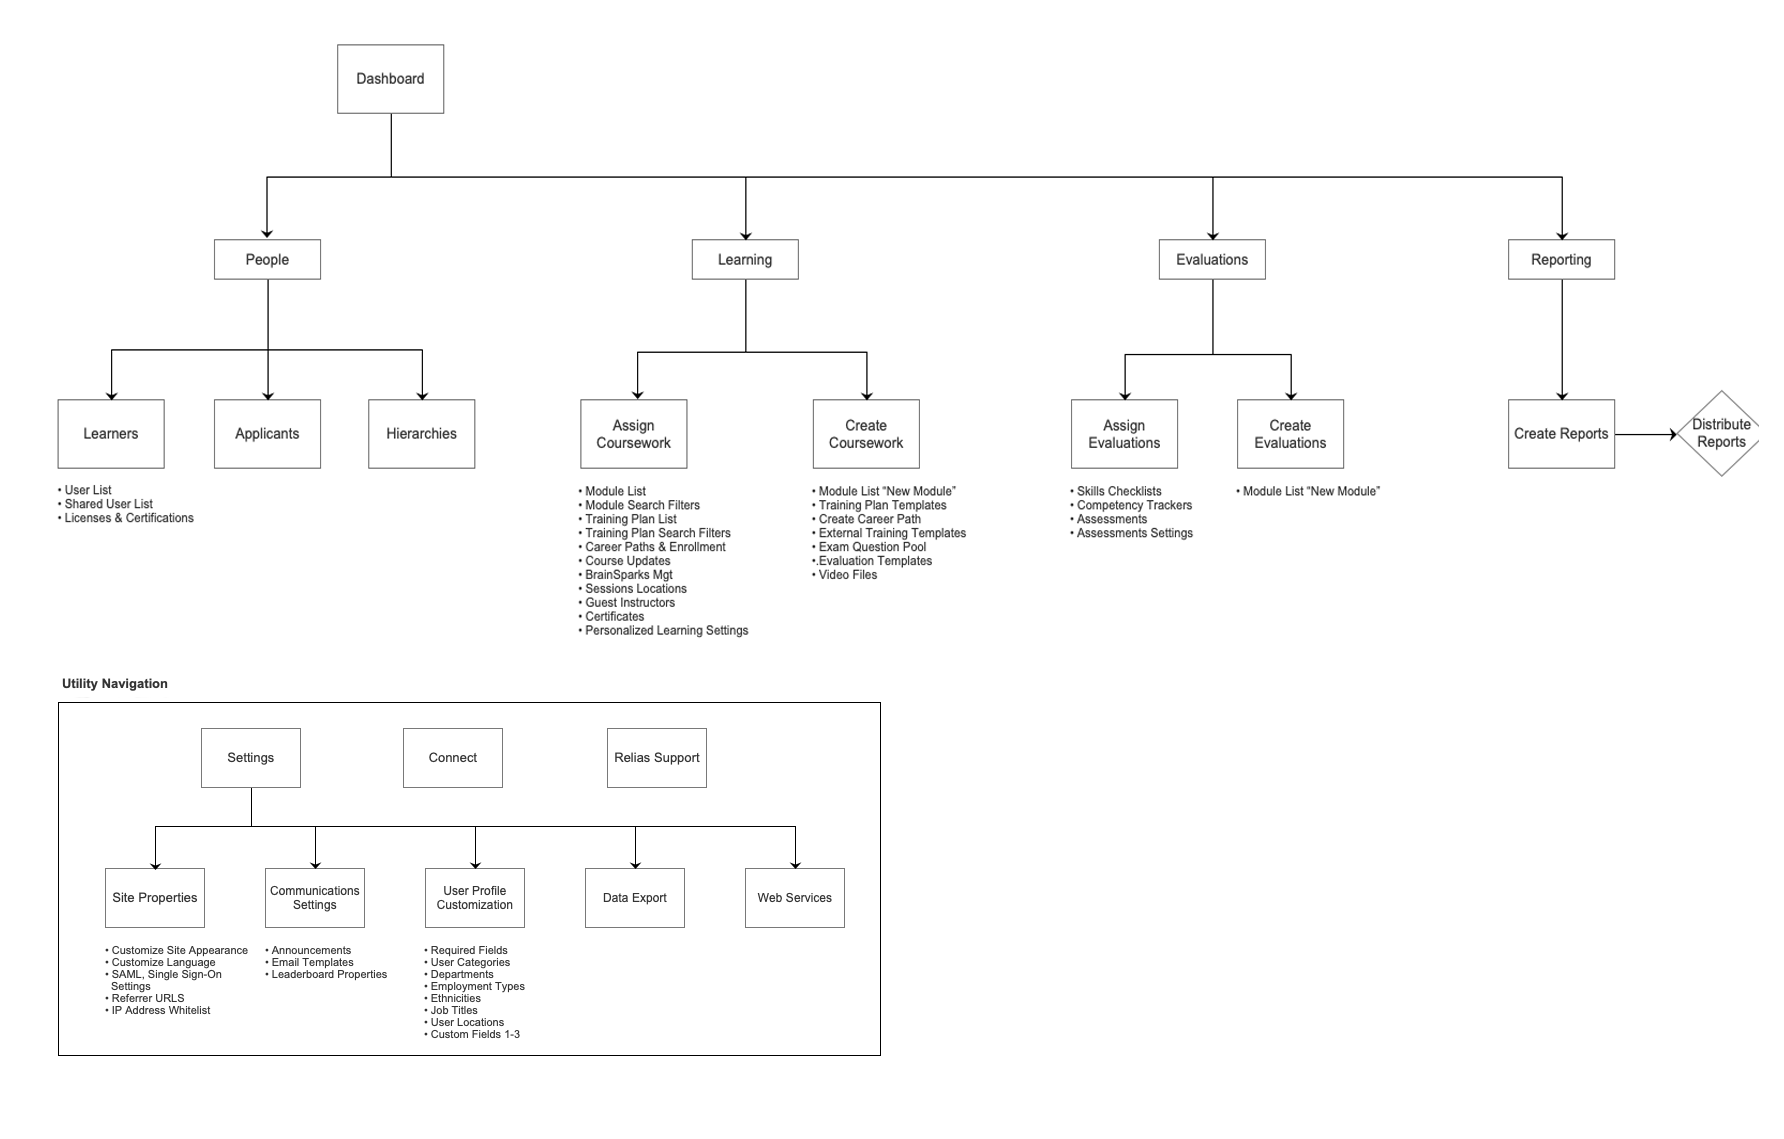 Dashboard
People
Learning
Evaluations
Reporting
Learners
Applicants
Hierarchies
Assign
Coursework
Create
Coursework
Assign
Evaluations
Create
Evaluations
Create Reports
Distribute
Reports
• User List
• Shared User List
• Licenses & Certifications
• Module List
• Module Search Filters
• Training Plan List
• Training Plan Search Filters
• Career Paths & Enrollment
• Course Updates
• BrainSparks Mgt
• Sessions Locations
• Guest Instructors
• Certificates
• Personalized Learning Settings
• Module List “New Module”
• Training Plan Templates
• Create Career Path
• External Training Templates
• Exam Question Pool
•.Evaluation Templates
• Video Files
• Skills Checklists
• Competency Trackers
• Assessments
• Assessments Settings
• Module List “New Module”
Utility Navigation
Settings
Connect
Relias Support
Site Properties
Communications
Settings
User Profile
Customization
Data Export
Web Services
• Customize Site Appearance
• Customize Language
• SAML, Single Sign-On
Settings
• Referrer URLS
• IP Address Whitelist
• Announcements
• Email Templates
• Leaderboard Properties
• Required Fields
• User Categories
• Departments
• Employment Types
• Ethnicities
• Job Titles
• User Locations
• Custom Fields 1-3